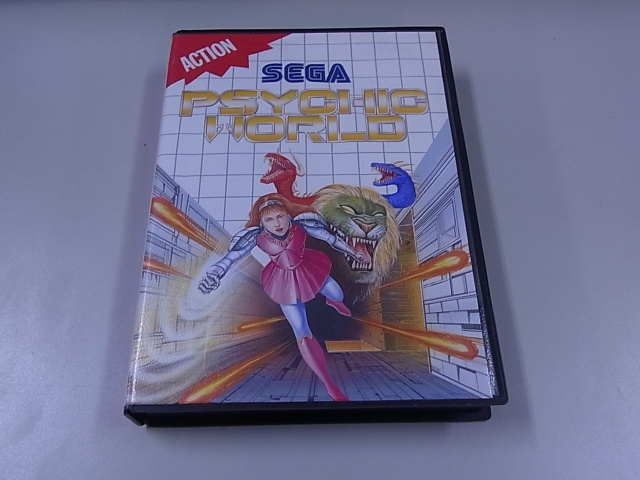 ACTION
SEGA
PSYCHIC
WORLD